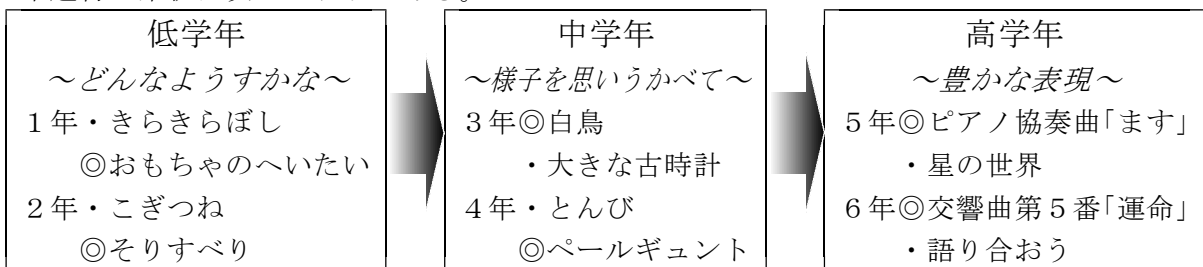 低学年
～どんなようすかな～
1年・きらきらぼし
◎おもちゃのへいたい
2年・こぎつね
◎そりすべり
中学年
～様子を思いうかべて～
3年◎白鳥
・大きな古時計
4年・とんび
◎ペールギュント
高学年
～豊かな表現～
5年◎ピアノ協奏曲｢ます｣
・星の世界
6年◎交響曲第５番｢運命｣
・語り合おう